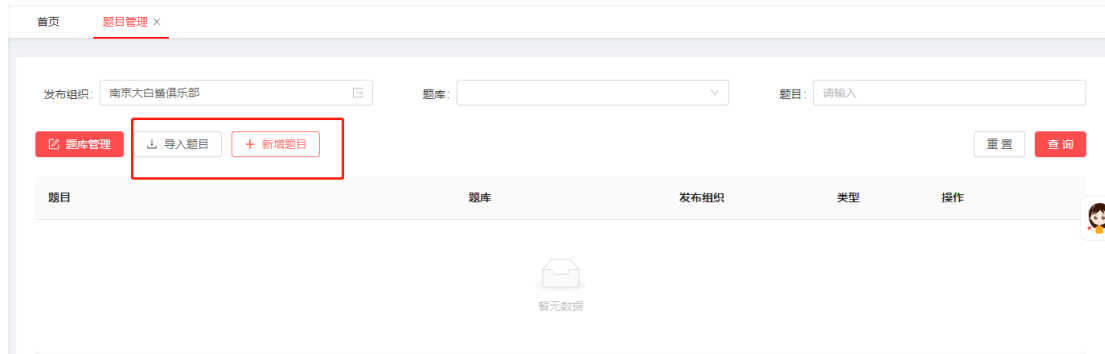 首页 题目管理 ×
发布组织: 南京大白鲨俱乐部 题库: 题目: 请输入
题库管理 导入题目 + 新增题目 重置 查询
题目 题库 发布组织 类型 操作
暂无数据